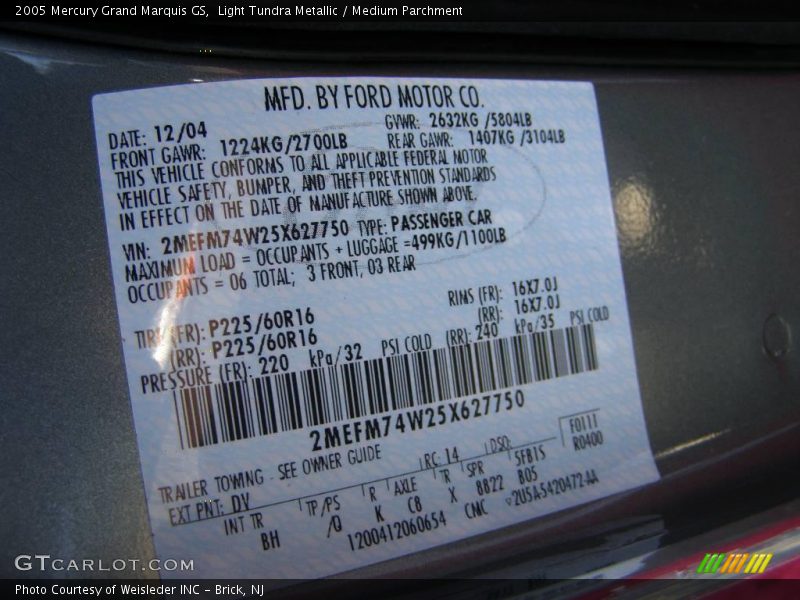 2005 Mercury Grand Marquis GS,  Light Tundra Metallic / Medium Parchment
MFD. BY FORD MOTOR CO.
DATE: 12/04 GVWR: 2632KG /5804LB
FRONT GAWR: 1224KG/2700LB REAR GAWR: 1407KG /3104LB
THIS VEHICLE CONFORMS TO ALL APPLICABLE FEDERAL MOTOR
VEHICLE SAFETY, BUMPER, AND THEFT PREVENTION STANDARDS
IN EFFECT ON THE DATE OF MANUFACTURE SHOWN ABOVE.
VIN: 2MEFM74W25X627750 TYPE: PASSENGER CAR
MAXIMUM LOAD = OCCUPANTS + LUGGAGE =499KG/1100LB
OCCUPANTS = 06 TOTAL; 3 FRONT, 03 REAR
TIRE (FR): P225/60R16 RIMS (FR): 16X7.0J
(RR): P225/60R16 (RR): 16X7.0J
PRESSURE (FR): 220 kPa/32 PSI COLD (RR): 240 kPa/35 PSI COLD
2MEFM74W25X627750
TRAILER TOWING - SEE OWNER GUIDE
EXT PNT: DV RC: 14 DSO: F0111
R0400
INT TR TP/PS R AXLE TR SPR SFB15
BH /Q K C8 X 8822 B05
1200412060654 CMC ▿2U5A-5420472-AA
GTCARLOT.COM
Photo Courtesy of Weisleder INC – Brick, NJ